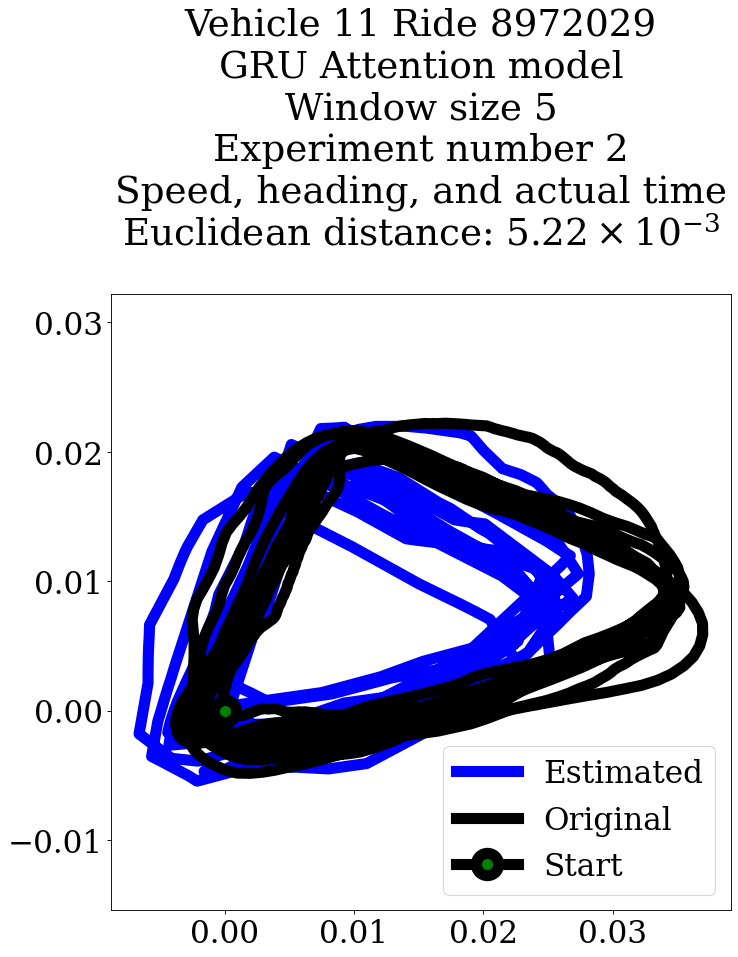 Vehicle 11 Ride 8972029
GRU Attention model
Window size 5
Experiment number 2
Speed, heading, and actual time
Euclidean distance: 5.22 × 10⁻³
0.03
0.02
0.01
0.00
−0.01
Estimated
Original
Start
0.00 0.01 0.02 0.03